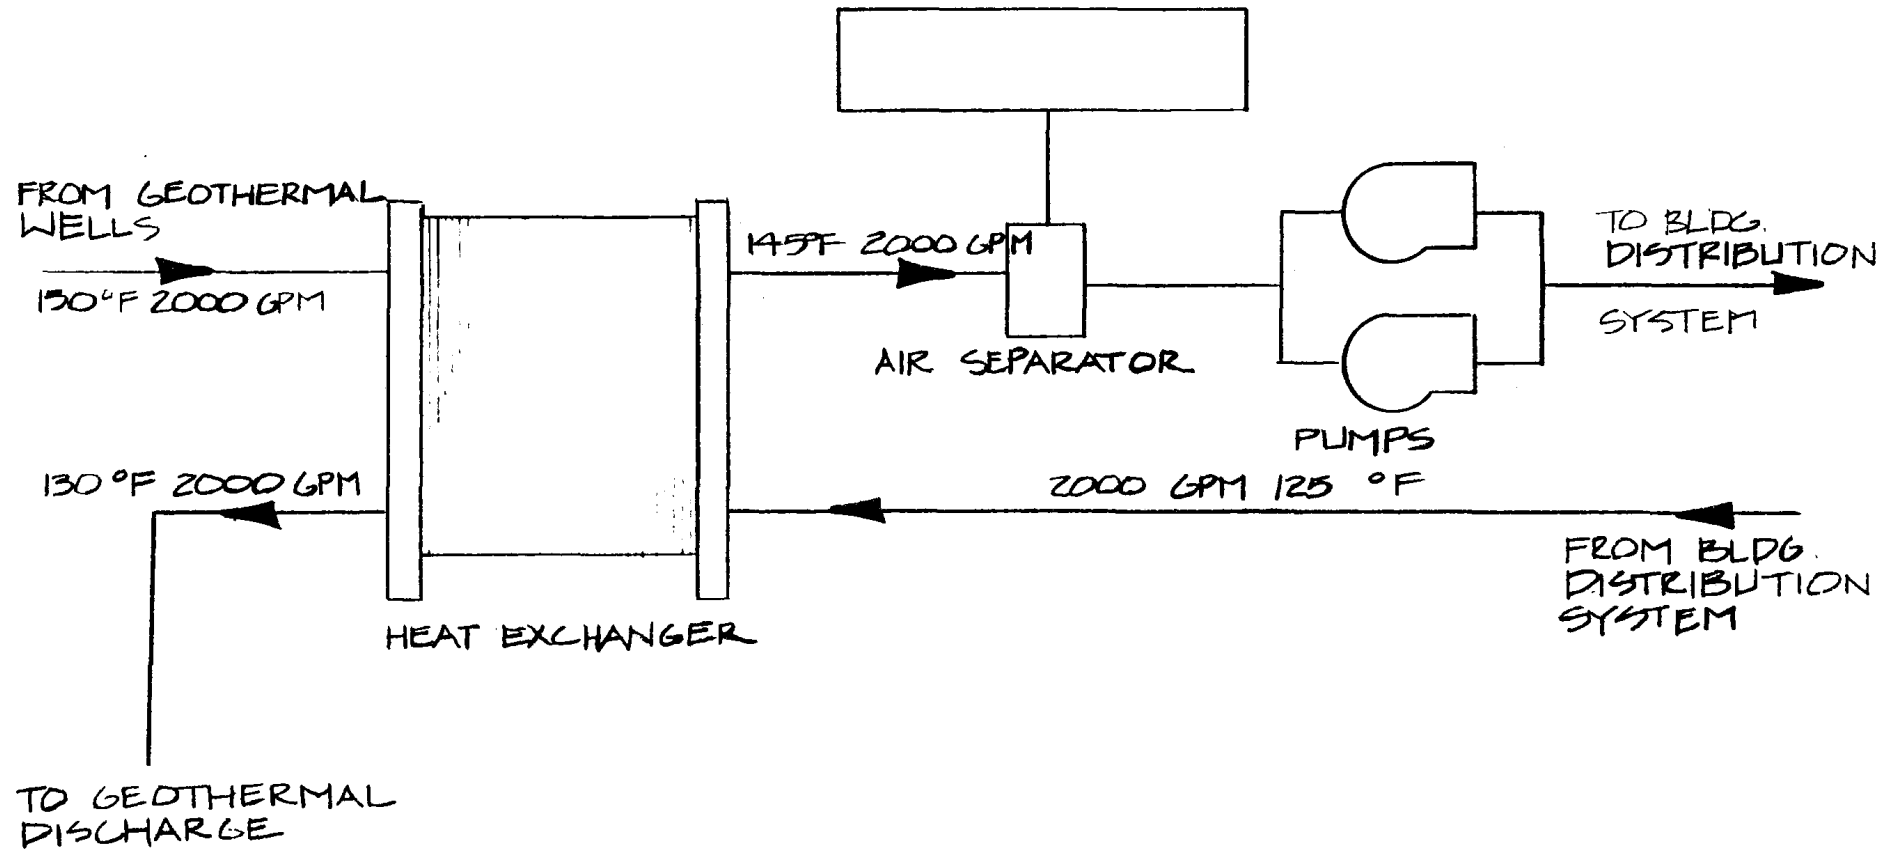 FROM GEOTHERMAL
WELLS
150°F 2000 GPM
145°F 2000 GPM
TO BLDG.
DISTRIBUTION
SYSTEM
AIR SEPARATOR
PUMPS
130 °F 2000 GPM
2000 GPM 125 °F
FROM BLDG.
DISTRIBUTION
SYSTEM
HEAT EXCHANGER
TO GEOTHERMAL
DISCHARGE